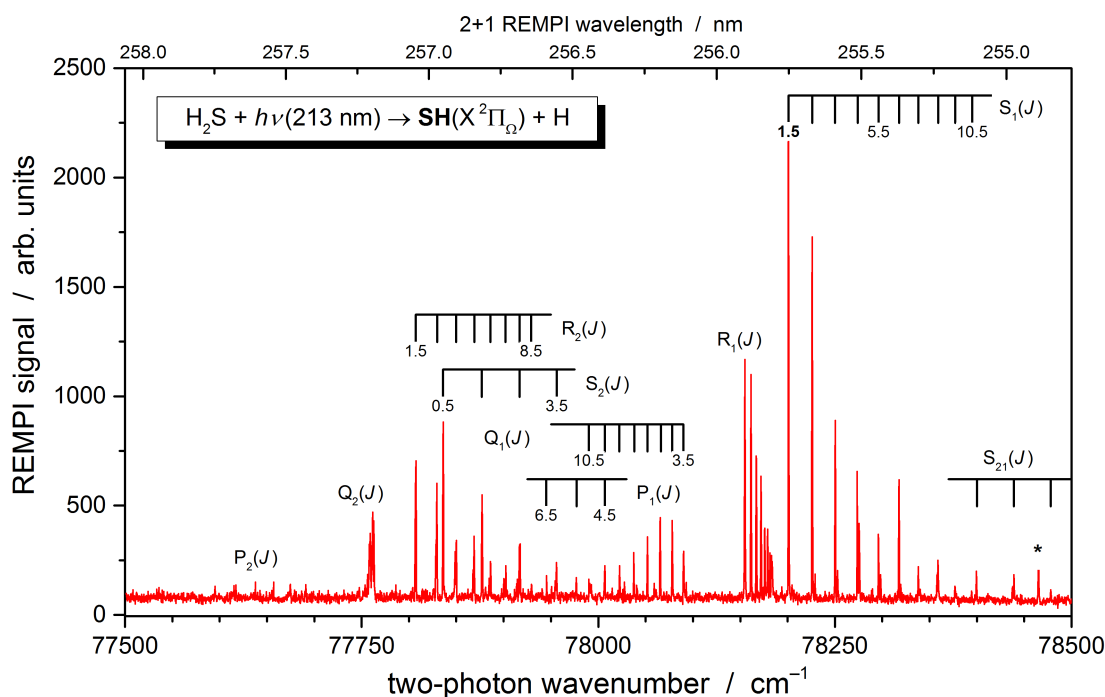 2+1 REMPI wavelength / nm
258.0 257.5 257.0 256.5 256.0 255.5 255.0
REMPI signal / arb. units
2500
2000
1500
1000
500
0
H₂S + hν(213 nm) → SH(X²Π_Ω) + H
S₁(J)
1.5 5.5 10.5
R₁(J)
R₂(J)
1.5 8.5
S₂(J)
0.5 3.5
Q₁(J)
10.5 3.5
S₂₁(J)
P₁(J)
6.5 4.5
Q₂(J)
P₂(J)
*
77500 77750 78000 78250 78500
two-photon wavenumber / cm⁻¹